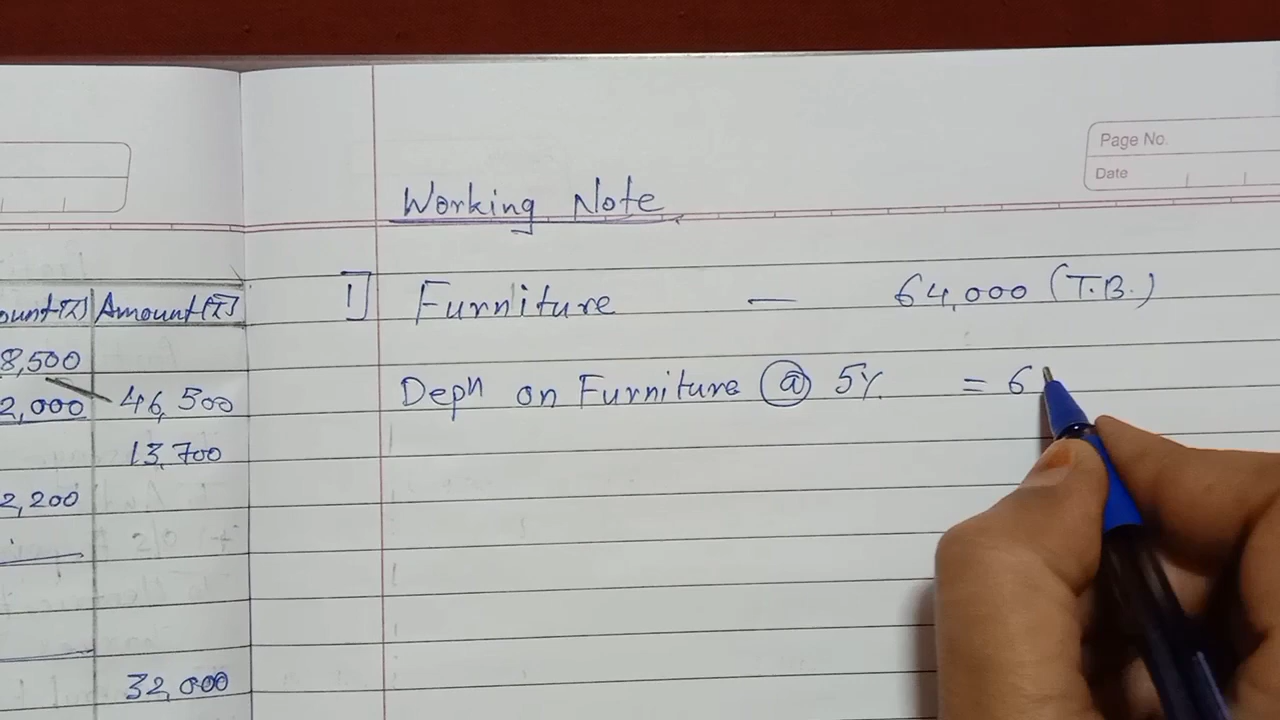 Page No.
Date
Working Note
1] Furniture — 64,000 (T.B.)
Depn on Furniture @ 5% = 6
Amount(₹)
8,500
2,000 46,500
13,700
2,200
32,000